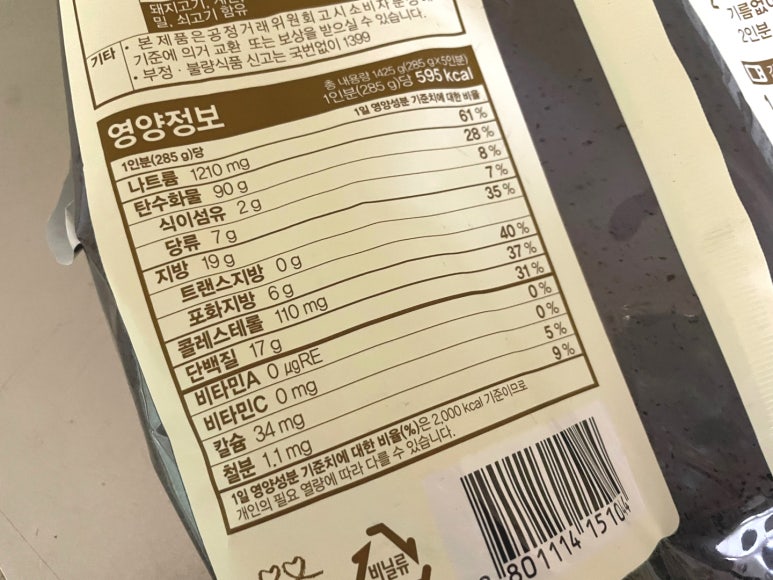 돼지고기,
밀, 쇠고기 함유
기타
• 본 제품은 공정거래위원회 고시 소비자분쟁
기준에 의거 교환 또는 보상을 받으실 수 있습니다.
• 부정 · 불량식품 신고는 국번없이 1399
영양정보
총 내용량 1425 g(285 g×5인분)
1인분(285 g)당 595 kcal
1인분(285 g)당
1일 영양성분 기준치에 대한 비율
나트륨 1210 mg 61 %
탄수화물 90 g 28 %
식이섬유 2 g 8 %
당류 7 g 7 %
지방 19 g 35 %
트랜스지방 0 g
포화지방 6 g 40 %
콜레스테롤 110 mg 37 %
단백질 17 g 31 %
비타민A 0 μgRE 0 %
비타민C 0 mg 0 %
칼슘 34 mg 5 %
철분 1.1 mg 9 %
1일 영양성분 기준치에 대한 비율(%)은 2,000 kcal 기준이므로
개인의 필요 열량에 따라 다를 수 있습니다.
비닐류
801114 15104
기름없
2인분